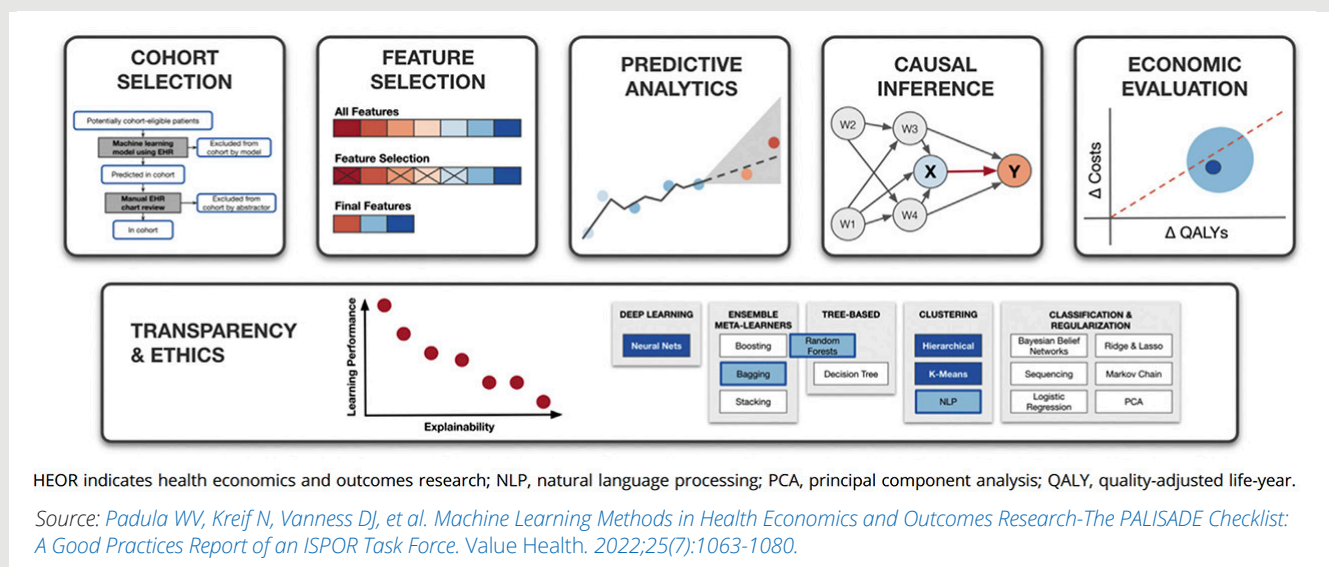 COHORT
SELECTION
Potentially cohort-eligible patients
Machine learning
model using EHR
Excluded from
cohort by model
Predicted in cohort
Manual EHR
chart review
Excluded from
cohort by abstractor
In cohort
FEATURE
SELECTION
All Features
Feature Selection
Final Features
PREDICTIVE
ANALYTICS
CAUSAL
INFERENCE
W2
W3
X
Y
W1
W4
ECONOMIC
EVALUATION
Δ Costs
Δ QALYs
TRANSPARENCY
& ETHICS
Learning Performance
Explainability
DEEP LEARNING
Neural Nets
ENSEMBLE
META-LEARNERS
Boosting
Bagging
Stacking
TREE-BASED
Random
Forests
Decision Tree
CLUSTERING
Hierarchical
K-Means
NLP
CLASSIFICATION &
REGULARIZATION
Bayesian Belief
Networks
Ridge & Lasso
Sequencing
Markov Chain
Logistic
Regression
PCA
HEOR indicates health economics and outcomes research; NLP, natural language processing; PCA, principal component analysis; QALY, quality-adjusted life-year.
Source: Padula WV, Kreif N, Vanness DJ, et al. Machine Learning Methods in Health Economics and Outcomes Research-The PALISADE Checklist:
A Good Practices Report of an ISPOR Task Force. Value Health. 2022;25(7):1063-1080.